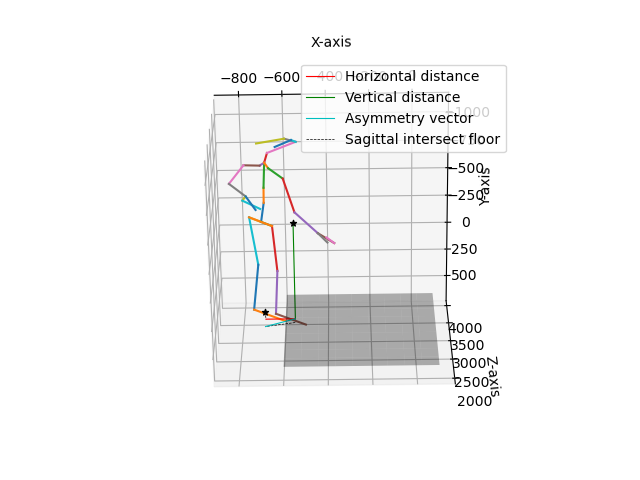 X-axis
−800
−600
−400
Horizontal distance
Vertical distance
Asymmetry vector
Sagittal intersect floor
−1000
−500
−250
0
250
500
Y-axis
4000
3500
3000
2500
2000
Z-axis